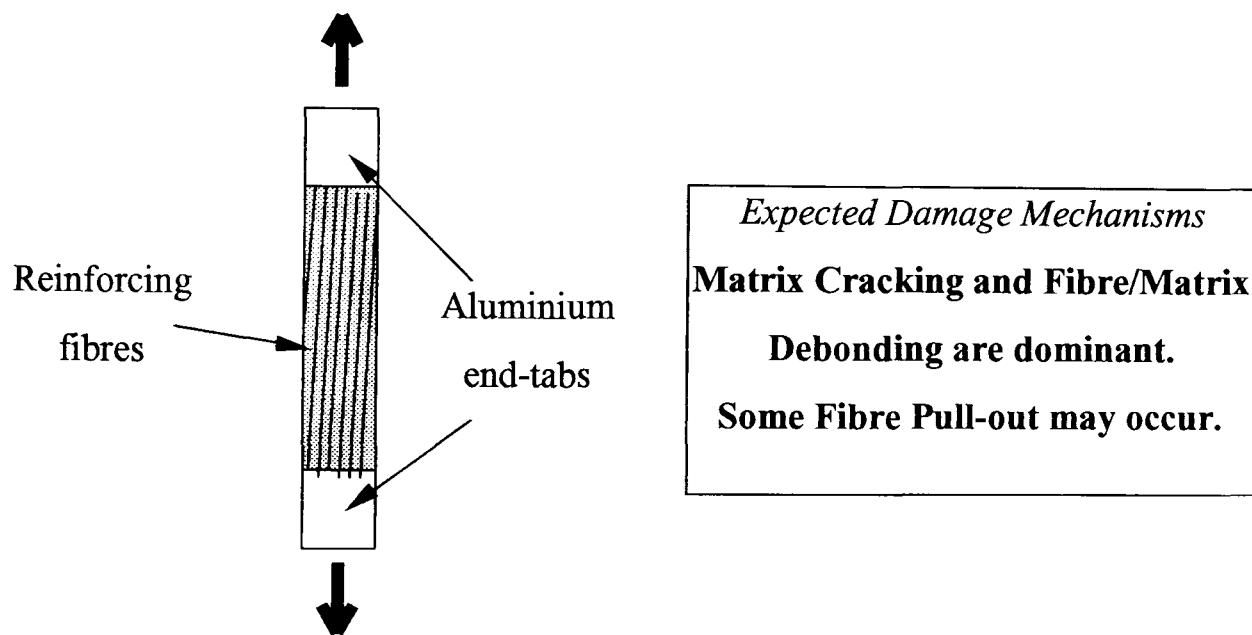 Reinforcing
fibres
Aluminium
end-tabs
Expected Damage Mechanisms
Matrix Cracking and Fibre/Matrix
Debonding are dominant.
Some Fibre Pull-out may occur.